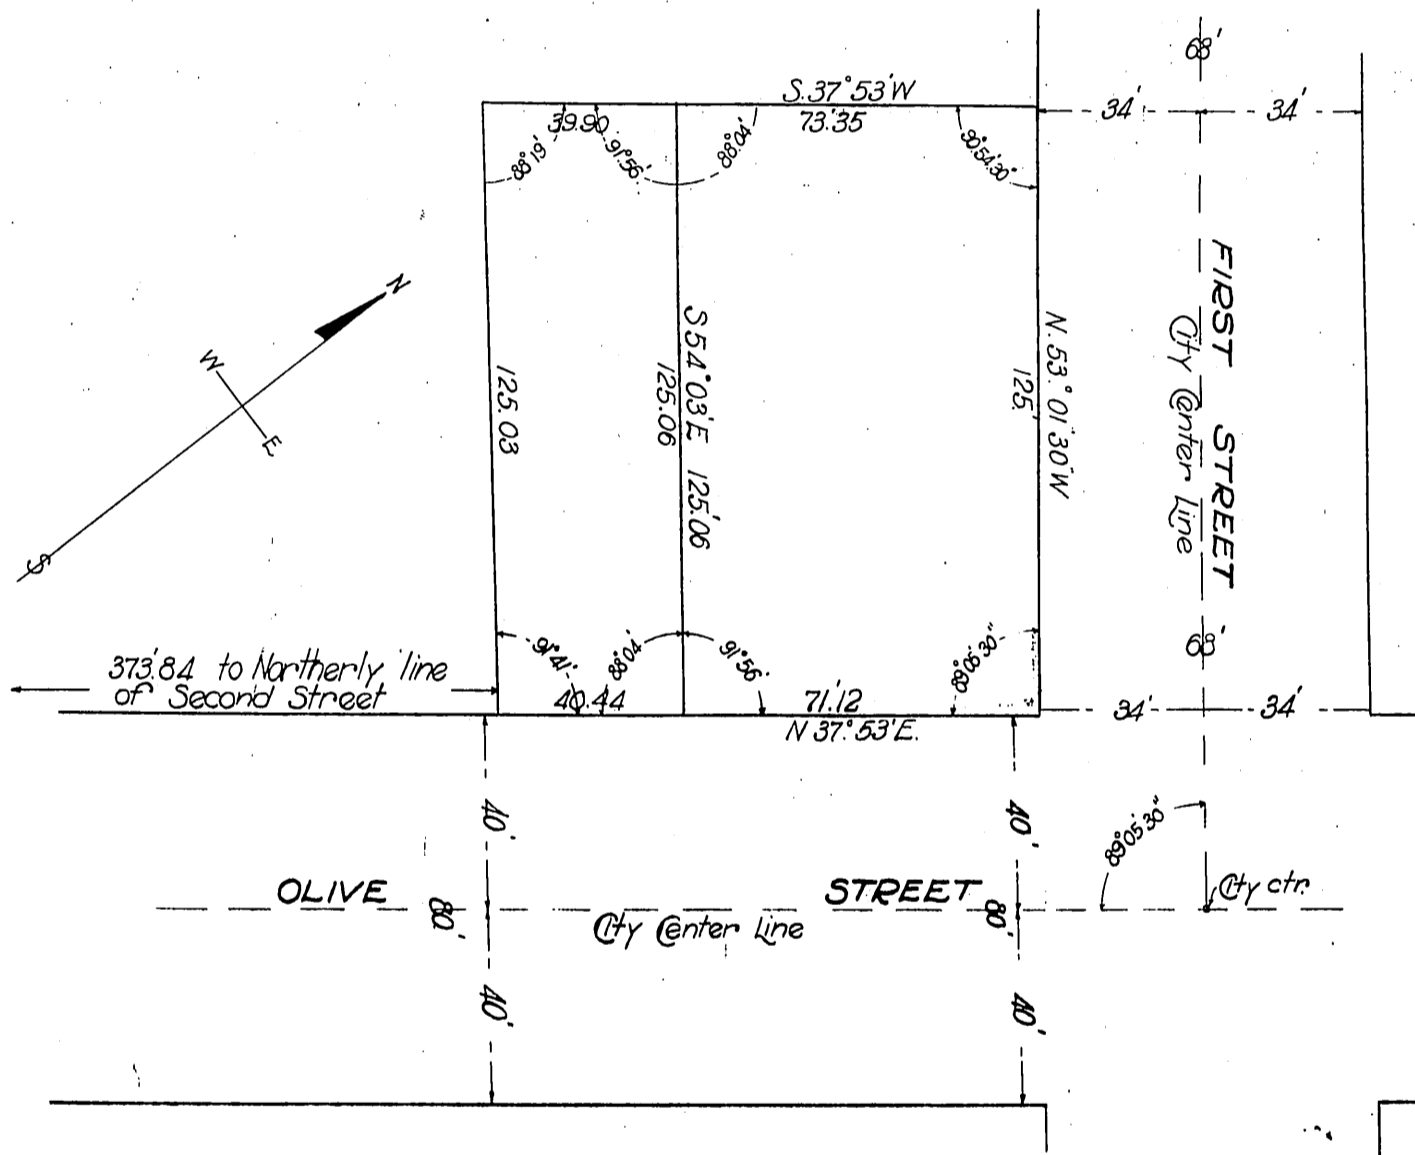 68'
S. 37° 53' W
39.90
73.35
34'
34'
88° 19'
91° 56'
88° 04'
90° 54' 30"
N
W
E
S
FIRST STREET
City Center Line
125.03
125.06
S 54° 03' E 125.06
125.'
N. 53° 01' 30" W
68'
91° 41'
88° 04'
91° 56'
89° 05' 30"
373.84 to Northerly line
of Second Street
40.44
71.12
34'
34'
N 37° 53' E.
40'
40'
89° 05' 30"
OLIVE STREET
80'
80'
City ctr.
City Center Line
40'
40'